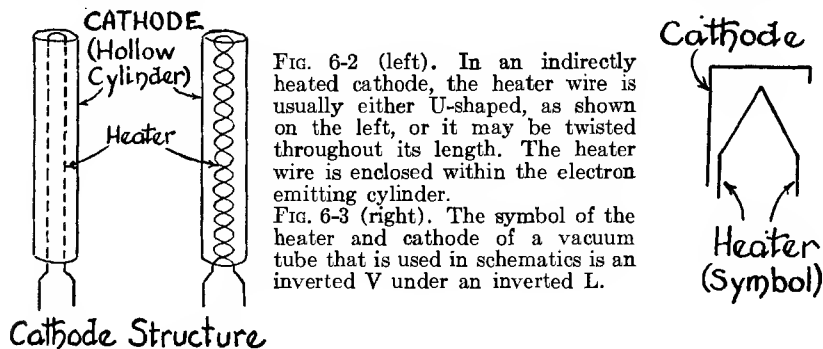 CATHODE
(Hollow
Cylinder)
Heater
Cathode Structure
FIG. 6-2 (left). In an indirectly
heated cathode, the heater wire is
usually either U-shaped, as shown
on the left, or it may be twisted
throughout its length. The heater
wire is enclosed within the electron
emitting cylinder.
FIG. 6-3 (right). The symbol of the
heater and cathode of a vacuum
tube that is used in schematics is an
inverted V under an inverted L.
Cathode
Heater
(Symbol)